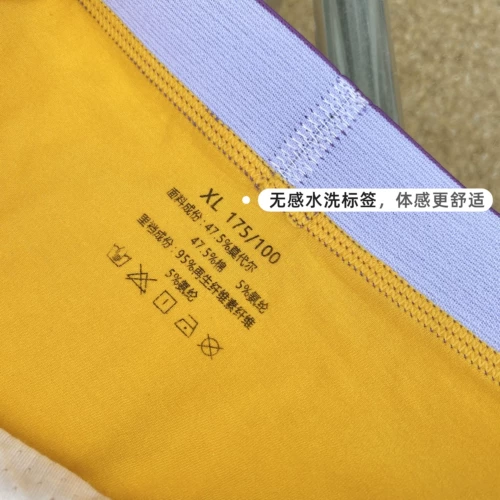 XL 175/100
面料成份: 47.5%莫代尔
47.5%棉 5%氨纶
里裆成份: 95%再生纤维素纤维
5%氨纶
无感水洗标签，体感更舒适